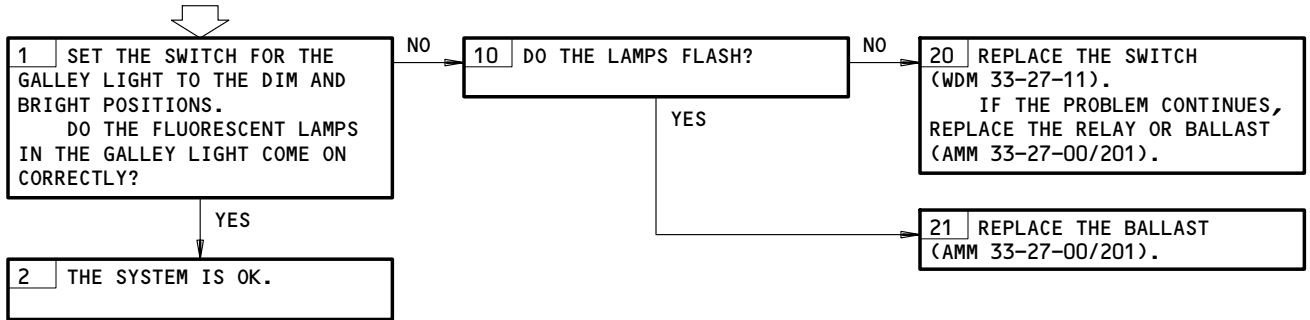 1 SET THE SWITCH FOR THE
GALLEY LIGHT TO THE DIM AND
BRIGHT POSITIONS.
DO THE FLUORESCENT LAMPS
IN THE GALLEY LIGHT COME ON
CORRECTLY?
NO
10 DO THE LAMPS FLASH?
NO
20 REPLACE THE SWITCH
(WDM 33-27-11).
IF THE PROBLEM CONTINUES,
REPLACE THE RELAY OR BALLAST
(AMM 33-27-00/201).
YES
YES
21 REPLACE THE BALLAST
(AMM 33-27-00/201).
2 THE SYSTEM IS OK.